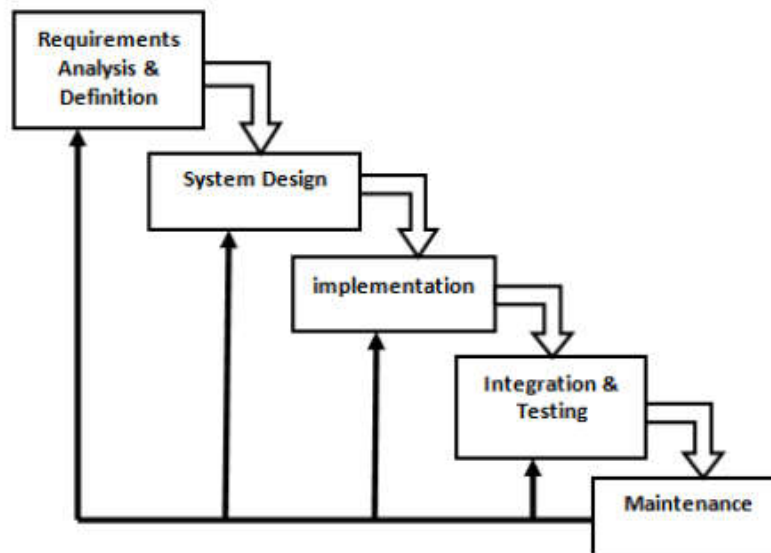 Requirements
Analysis &
Definition
System Design
implementation
Integration &
Testing
Maintenance